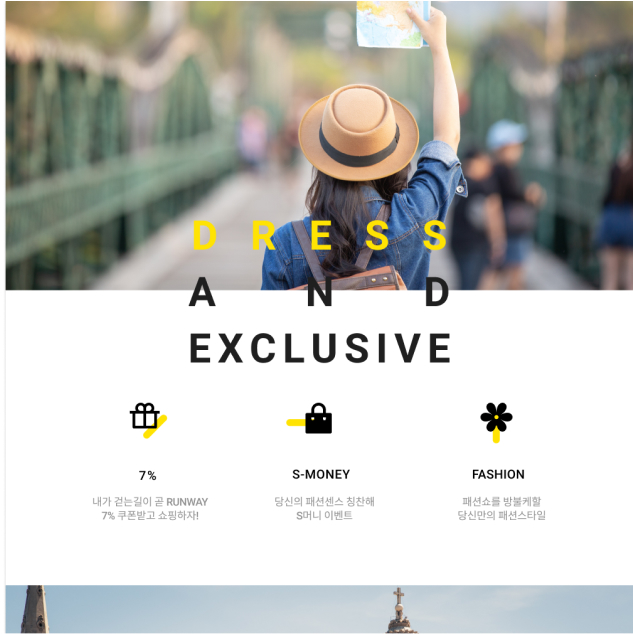 DRESS
AND
EXCLUSIVE
7%
내가 걷는길이 곧 RUNWAY
7% 쿠폰받고 쇼핑하자!
S-MONEY
당신의 패션센스 칭찬해
S머니 이벤트
FASHION
패션쇼를 방불케할
당신만의 패션스타일